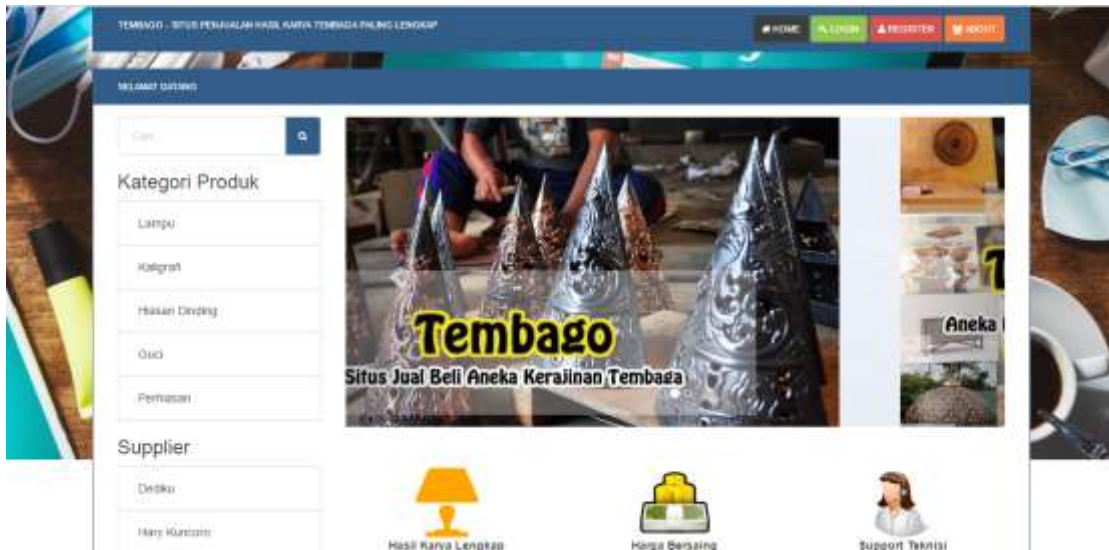 TEMBAGO - SITUS PENJUALAN HASIL KARYA TEMBAGA PALING LENGKAP
HOME LOGIN REGISTER ABOUT
SELAMAT DATANG
Cari...
Kategori Produk
Lampu
Kaligrafi
Hiasan Dinding
Guci
Perhiasan
Supplier
Dediku
Hary Kuncoro
Tembago
Situs Jual Beli Aneka Kerajinan Tembaga
Aneka
Hasil Karya Lengkap
Harga Bersaing
Support Teknisi